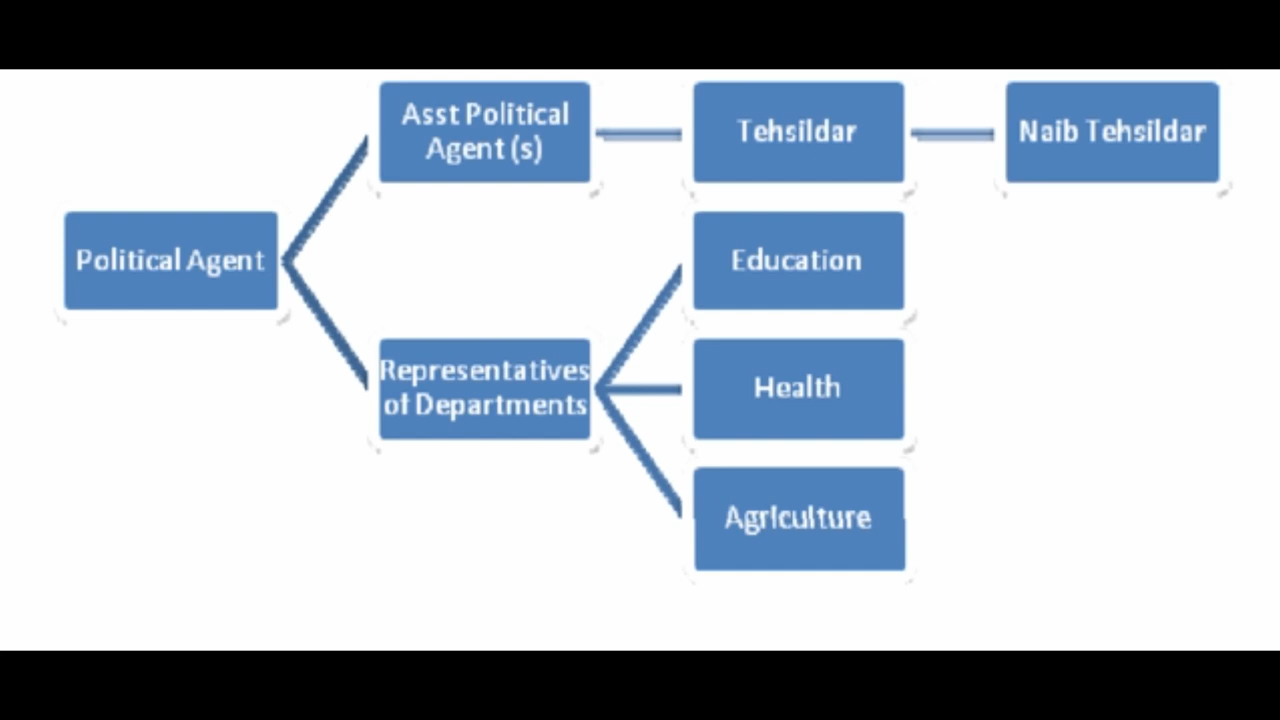 Asst Political
Agent (s)
Tehsildar
Naib Tehsildar
Political Agent
Education
Representatives
of Departments
Health
Agriculture